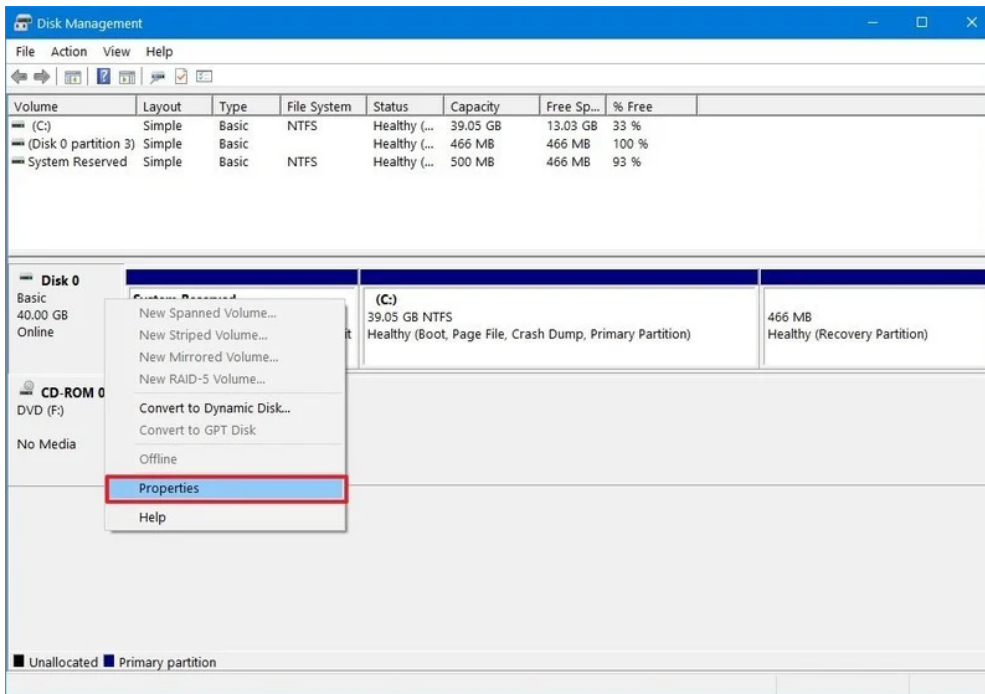 Disk Management
File Action View Help
Volume Layout Type File System Status Capacity Free Sp... % Free
(C:) Simple Basic NTFS Healthy (... 39.05 GB 13.03 GB 33 %
(Disk 0 partition 3) Simple Basic Healthy (... 466 MB 466 MB 100 %
System Reserved Simple Basic NTFS Healthy (... 500 MB 466 MB 93 %
Disk 0
Basic
40.00 GB
Online
System Reserved
(C:)
39.05 GB NTFS
Healthy (Boot, Page File, Crash Dump, Primary Partition)
466 MB
Healthy (Recovery Partition)
New Spanned Volume...
New Striped Volume...
New Mirrored Volume...
New RAID-5 Volume...
Convert to Dynamic Disk...
Convert to GPT Disk
Offline
Properties
Help
CD-ROM 0
DVD (F:)
No Media
Unallocated Primary partition